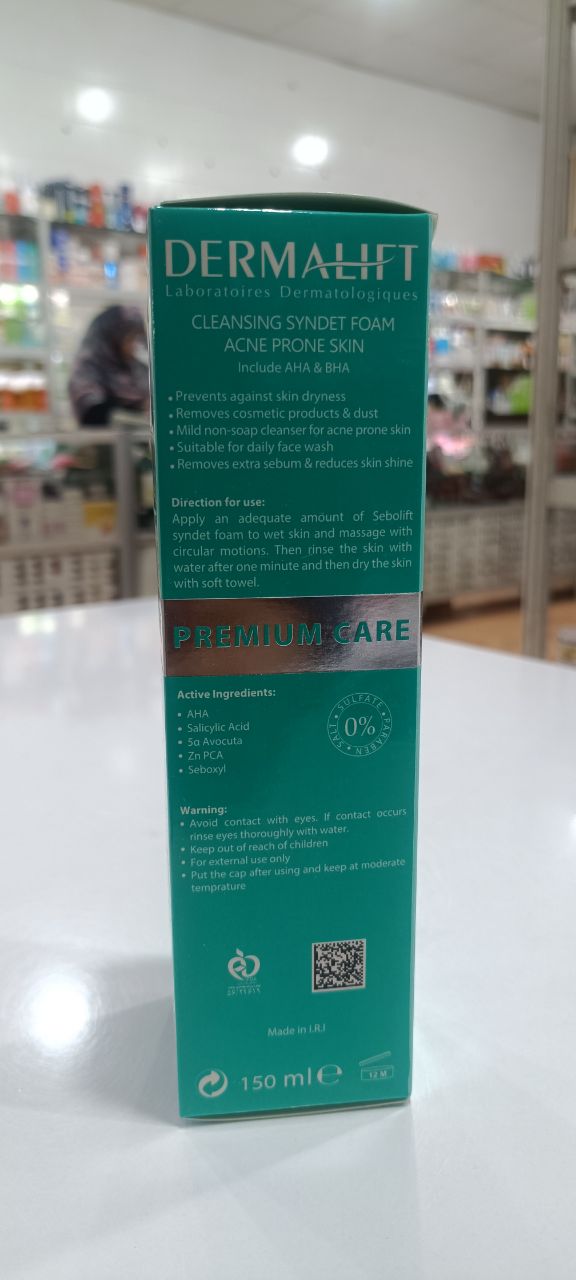 DERMALIFT
Laboratoires Dermatologiques
CLEANSING SYNDET FOAM
ACNE PRONE SKIN
Include AHA & BHA
• Prevents against skin dryness
• Removes cosmetic products & dust
• Mild non-soap cleanser for acne prone skin
• Suitable for daily face wash
• Removes extra sebum & reduces skin shine
Direction for use:
Apply an adequate amount of Sebolift
syndet foam to wet skin and massage with
circular motions. Then rinse the skin with
water after one minute and then dry the skin
with soft towel.
PREMIUM CARE
Active Ingredients:
• AHA
• Salicylic Acid
• 5α Avocuta
• Zn PCA
• Seboxyl
SULFATE • PARABEN • SALT
0%
Warning:
• Avoid contact with eyes. If contact occurs
rinse eyes thoroughly with water.
• Keep out of reach of children
• For external use only
• Put the cap after using and keep at moderate
temprature
Made in I.R.I
150 ml e
12 M